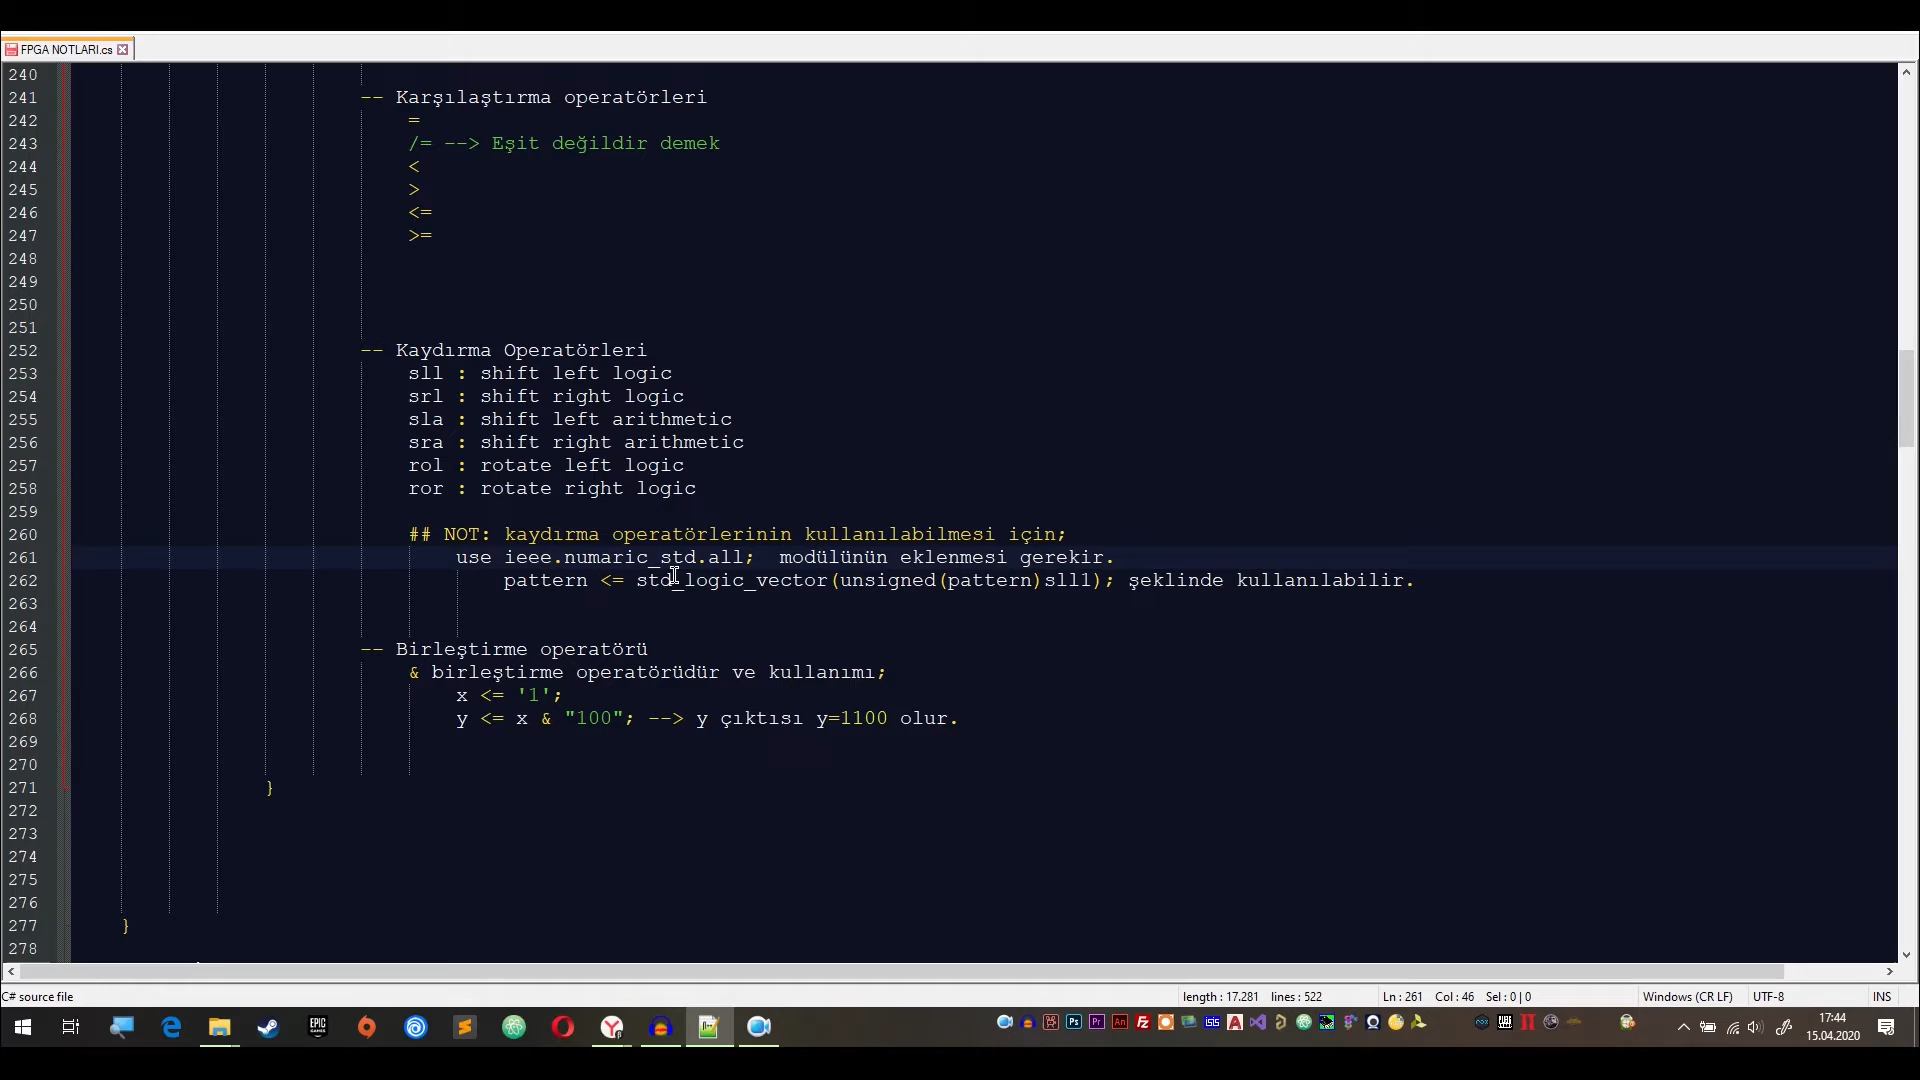 FPGA NOTLARI.cs
240
241 -- Karşılaştırma operatörleri
242 =
243 /= --> Eşit değildir demek
244 <
245 >
246 <=
247 >=
248
249
250
251
252 -- Kaydırma Operatörleri
253 sll : shift left logic
254 srl : shift right logic
255 sla : shift left arithmetic
256 sra : shift right arithmetic
257 rol : rotate left logic
258 ror : rotate right logic
259
260 ## NOT: kaydırma operatörlerinin kullanılabilmesi için;
261 use ieee.numaric_std.all; modülünün eklenmesi gerekir.
262 pattern <= std_logic_vector(unsigned(pattern)sll1); şeklinde kullanılabilir.
263
264
265 -- Birleştirme operatörü
266 & birleştirme operatörüdür ve kullanımı;
267 x <= '1';
268 y <= x & "100"; --> y çıktısı y=1100 olur.
269
270
271 }
272
273
274
275
276
277 }
278
C# source file length : 17.281 lines : 522 Ln : 261 Col : 46 Sel : 0 | 0 Windows (CR LF) UTF-8 INS
EPIC GAMES Ps Pr An Fz A
17:44
15.04.2020